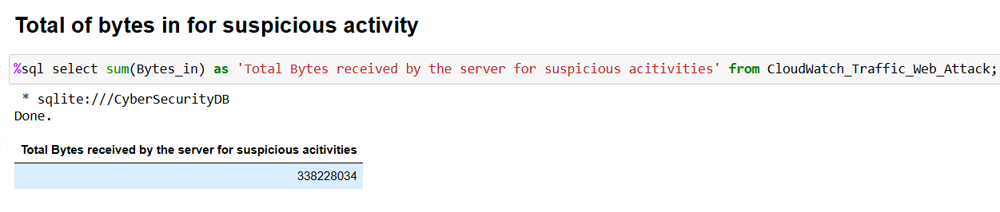 Total of bytes in for suspicious activity
%sql select sum(Bytes_in) as 'Total Bytes received by the server for suspicious acitivities' from CloudWatch_Traffic_Web_Attack;
* sqlite:///CyberSecurityDB
Done.
Total Bytes received by the server for suspicious acitivities
338228034